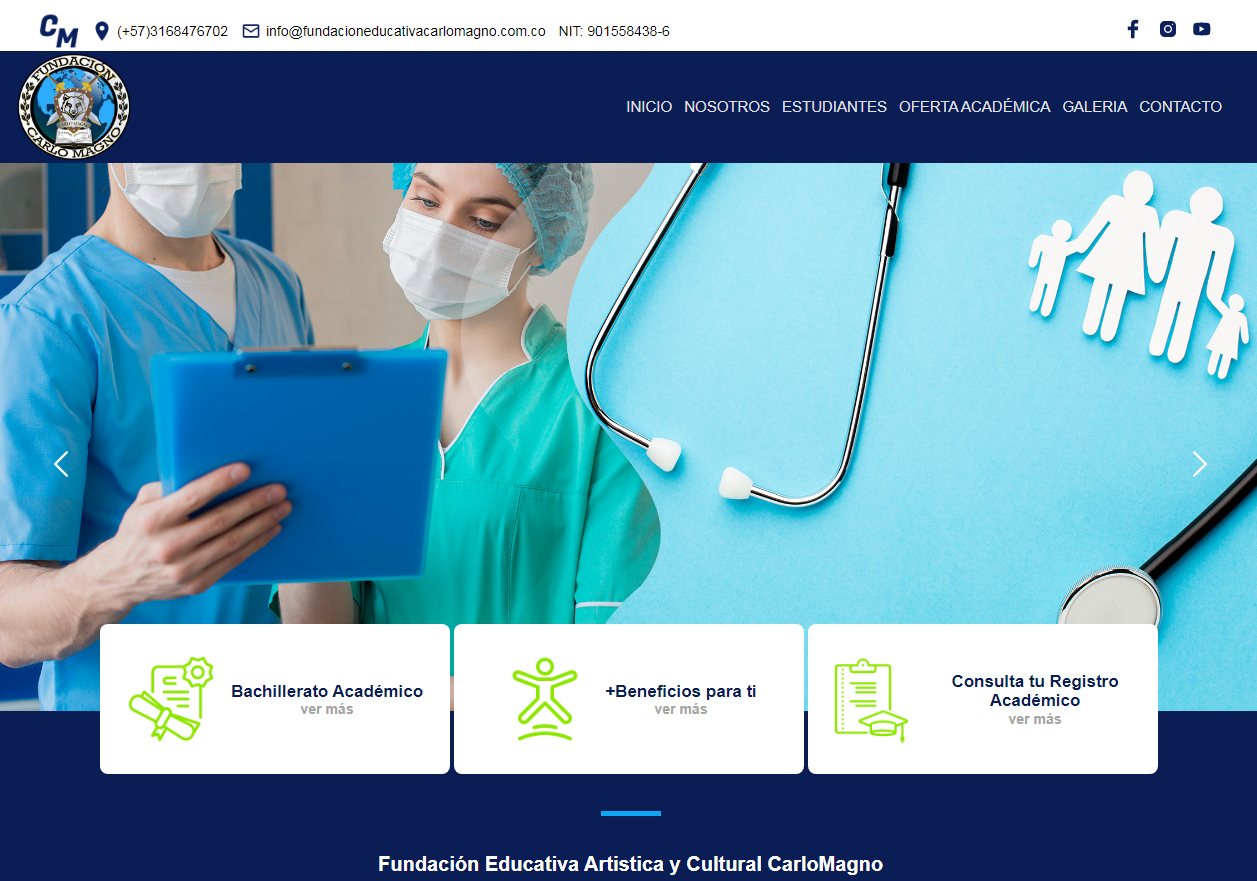 CM (+57)3168476702 info@fundacioneducativacarlomagno.com.co NIT: 901558438-6
FUNDACION
CARLO MAGNO
INICIO NOSOTROS ESTUDIANTES OFERTA ACADÉMICA GALERIA CONTACTO
Bachillerato Académico
ver más
+Beneficios para ti
ver más
Consulta tu Registro
Académico
ver más
Fundación Educativa Artistica y Cultural CarloMagno